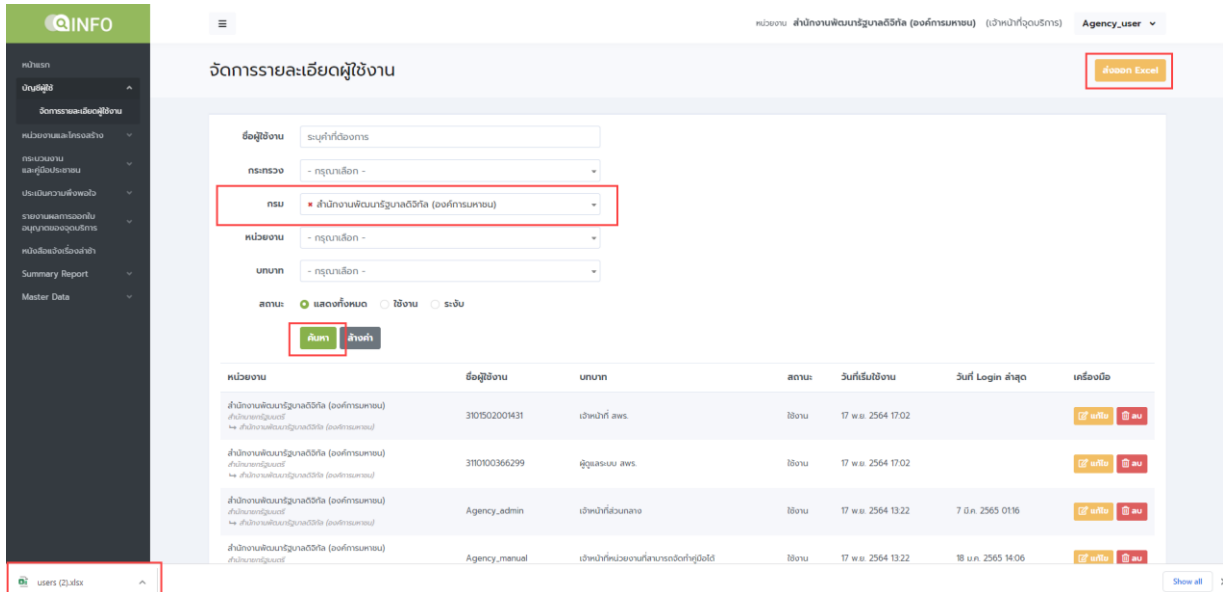 QINFO
≡
หน่วยงาน สำนักงานพัฒนารัฐบาลดิจิทัล (องค์การมหาชน) (เจ้าหน้าที่จุดบริการ) Agency_user
จัดการรายละเอียดผู้ใช้งาน
ส่งออก Excel
หน้าแรก
บัญชีผู้ใช้
จัดการรายละเอียดผู้ใช้งาน
หน่วยงานและโครงสร้าง
กระบวนงาน
และคู่มือประชาชน
ประเมินความพึงพอใจ
รายงานผลการออกใบ
อนุญาตของจุดบริการ
หนังสือแจ้งเรื่องล่าช้า
Summary Report
Master Data
ชื่อผู้ใช้งาน ระบุคำที่ต้องการ
กระทรวง - กรุณาเลือก -
กรม × สำนักงานพัฒนารัฐบาลดิจิทัล (องค์การมหาชน)
หน่วยงาน - กรุณาเลือก -
บทบาท - กรุณาเลือก -
สถานะ แสดงทั้งหมด ใช้งาน ระงับ
ค้นหา ล้างค่า
หน่วยงาน ชื่อผู้ใช้งาน บทบาท สถานะ วันที่เริ่มใช้งาน วันที่ Login ล่าสุด เครื่องมือ
สำนักงานพัฒนารัฐบาลดิจิทัล (องค์การมหาชน)
สำนักนายกรัฐมนตรี
↪ สำนักงานพัฒนารัฐบาลดิจิทัล (องค์การมหาชน)
3101502001431 เจ้าหน้าที่ สพร. ใช้งาน 17 พ.ย. 2564 17:02 แก้ไข ลบ
สำนักงานพัฒนารัฐบาลดิจิทัล (องค์การมหาชน)
สำนักนายกรัฐมนตรี
↪ สำนักงานพัฒนารัฐบาลดิจิทัล (องค์การมหาชน)
3110100366299 ผู้ดูแลระบบ สพร. ใช้งาน 17 พ.ย. 2564 17:02 แก้ไข ลบ
สำนักงานพัฒนารัฐบาลดิจิทัล (องค์การมหาชน)
สำนักนายกรัฐมนตรี
↪ สำนักงานพัฒนารัฐบาลดิจิทัล (องค์การมหาชน)
Agency_admin เจ้าหน้าที่ส่วนกลาง ใช้งาน 17 พ.ย. 2564 13:22 7 มี.ค. 2565 01:16 แก้ไข ลบ
สำนักงานพัฒนารัฐบาลดิจิทัล (องค์การมหาชน)
สำนักนายกรัฐมนตรี
Agency_manual เจ้าหน้าที่หน่วยงานที่สามารถจัดทำคู่มือได้ ใช้งาน 17 พ.ย. 2564 13:22 18 ม.ค. 2565 14:06 แก้ไข ลบ
users (2).xlsx
Show all